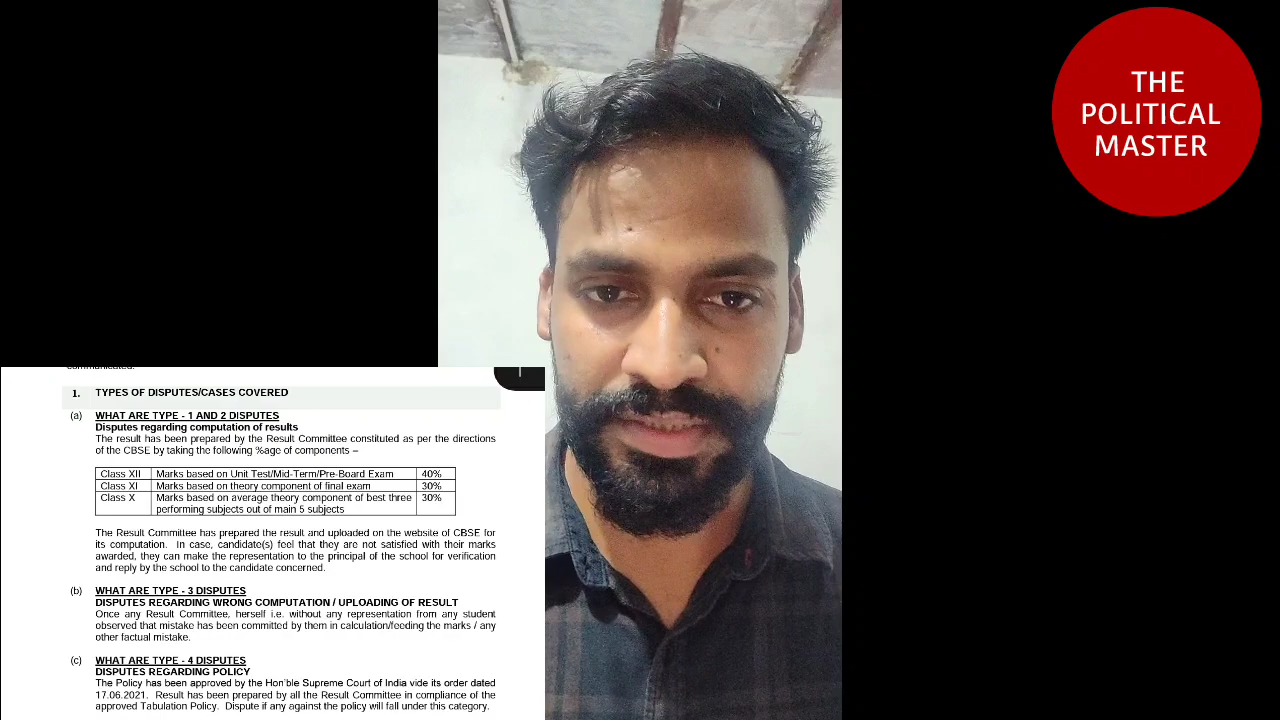 THE
POLITICAL
MASTER
communicated.
1. TYPES OF DISPUTES/CASES COVERED
(a) WHAT ARE TYPE - 1 AND 2 DISPUTES
Disputes regarding computation of results
The result has been prepared by the Result Committee constituted as per the directions
of the CBSE by taking the following %age of components –
Class XII Marks based on Unit Test/Mid-Term/Pre-Board Exam 40%
Class XI Marks based on theory component of final exam 30%
Class X Marks based on average theory component of best three 30%
performing subjects out of main 5 subjects
The Result Committee has prepared the result and uploaded on the website of CBSE for
its computation. In case, candidate(s) feel that they are not satisfied with their marks
awarded, they can make the representation to the principal of the school for verification
and reply by the school to the candidate concerned.
(b) WHAT ARE TYPE - 3 DISPUTES
DISPUTES REGARDING WRONG COMPUTATION / UPLOADING OF RESULT
Once any Result Committee, herself i.e. without any representation from any student
observed that mistake has been committed by them in calculation/feeding the marks / any
other factual mistake.
(c) WHAT ARE TYPE - 4 DISPUTES
DISPUTES REGARDING POLICY
The Policy has been approved by the Hon'ble Supreme Court of India vide its order dated
17.06.2021. Result has been prepared by all the Result Committee in compliance of the
approved Tabulation Policy. Dispute if any against the policy will fall under this category.